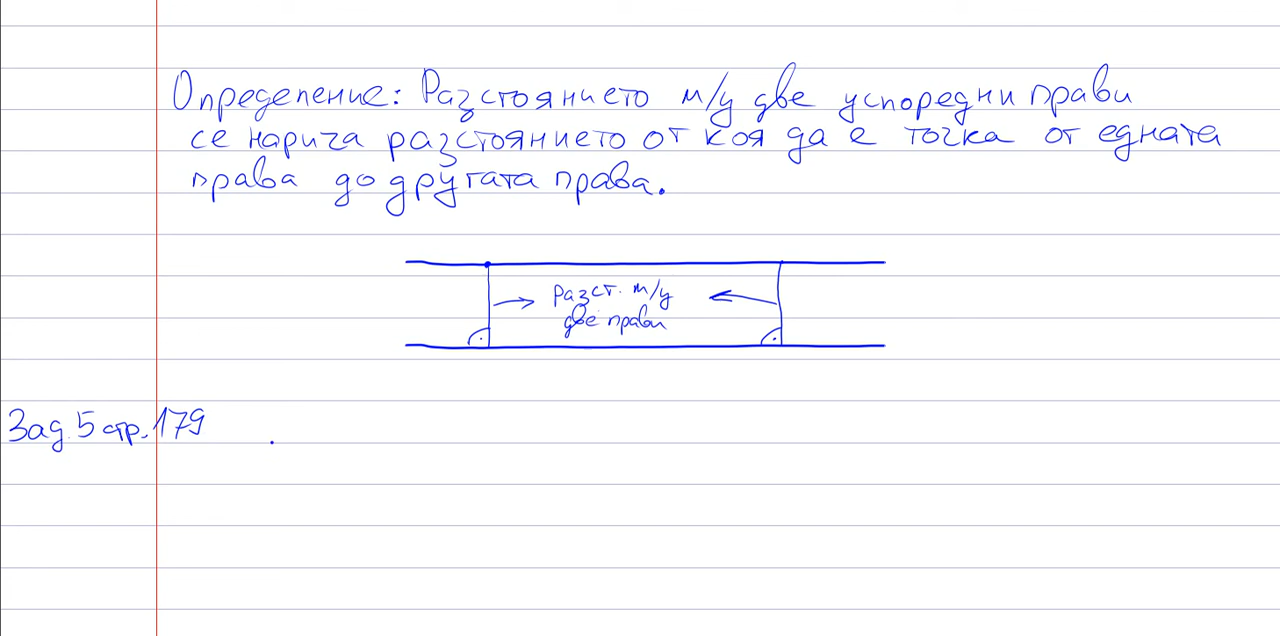 Определение: Разстоянието м/у две успоредни прави
се нарича разстоянието от коя да е точка от едната
права до другата права.
Разст. м/у
две прави
Зад. 5 стр. 179